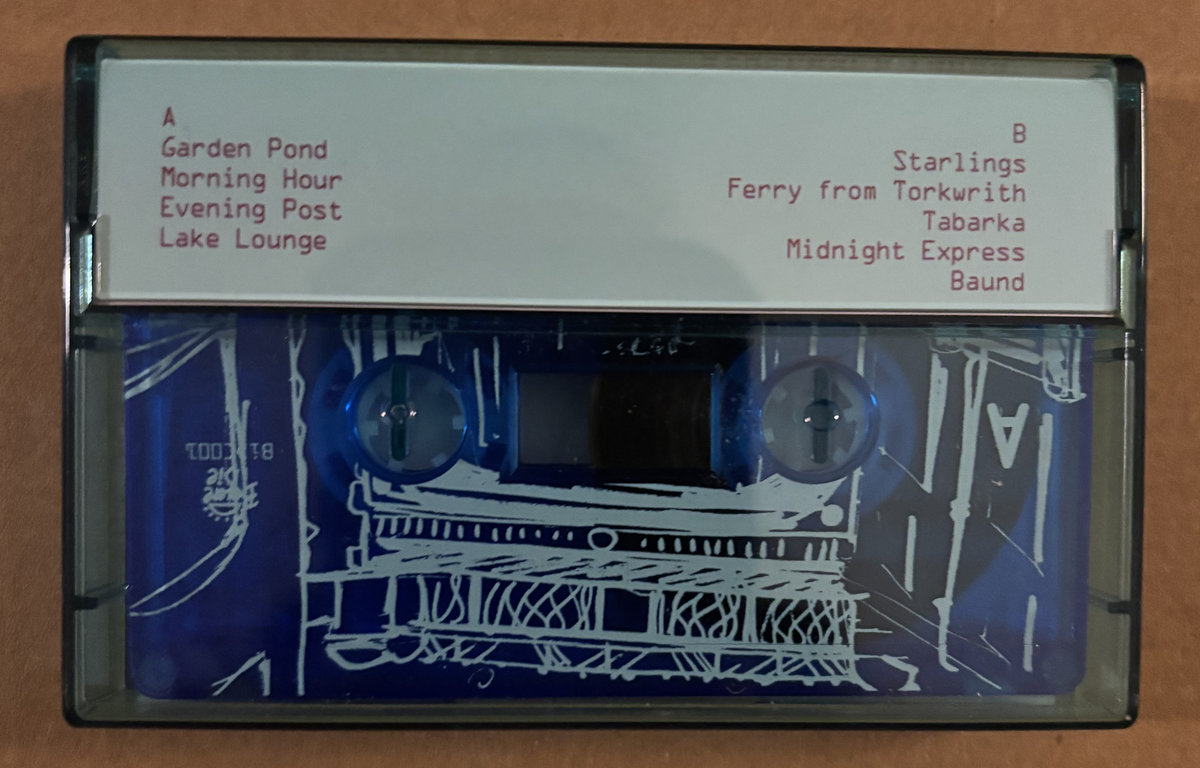 A
Garden Pond
Morning Hour
Evening Post
Lake Lounge
B
Starlings
Ferry from Torkwrith
Tabarka
Midnight Express
Baund
A